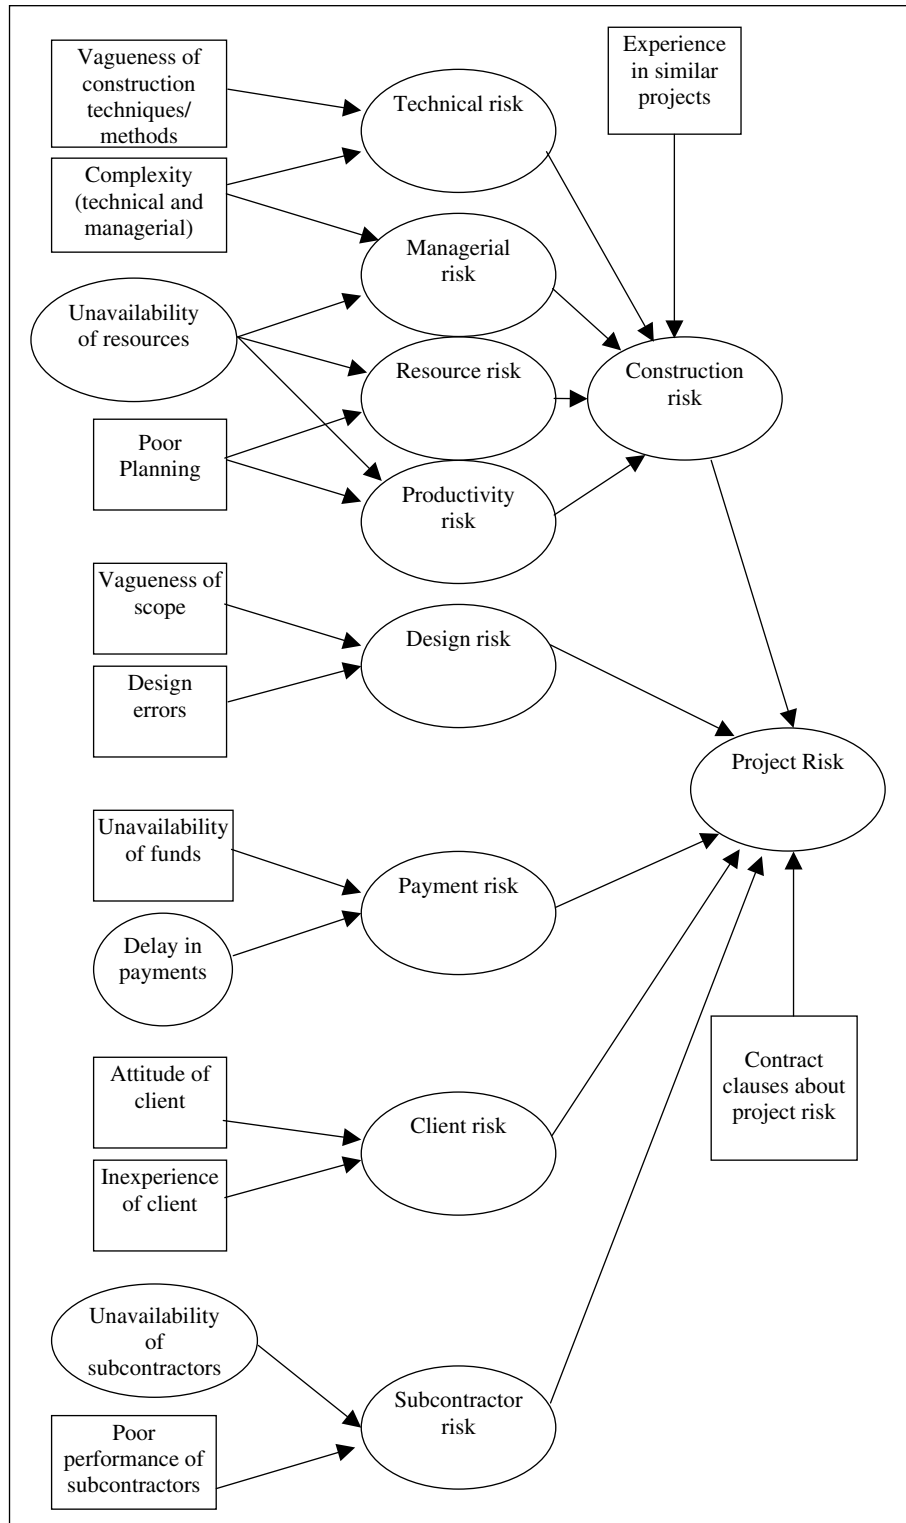 Vagueness of
construction
techniques/
methods
Experience
in similar
projects
Technical risk
Complexity
(technical and
managerial)
Managerial
risk
Unavailability
of resources
Resource risk
Construction
risk
Poor
Planning
Productivity
risk
Vagueness of
scope
Design risk
Design
errors
Project Risk
Unavailability
of funds
Payment risk
Delay in
payments
Contract
clauses about
project risk
Attitude of
client
Client risk
Inexperience
of client
Unavailability
of
subcontractors
Subcontractor
risk
Poor
performance of
subcontractors